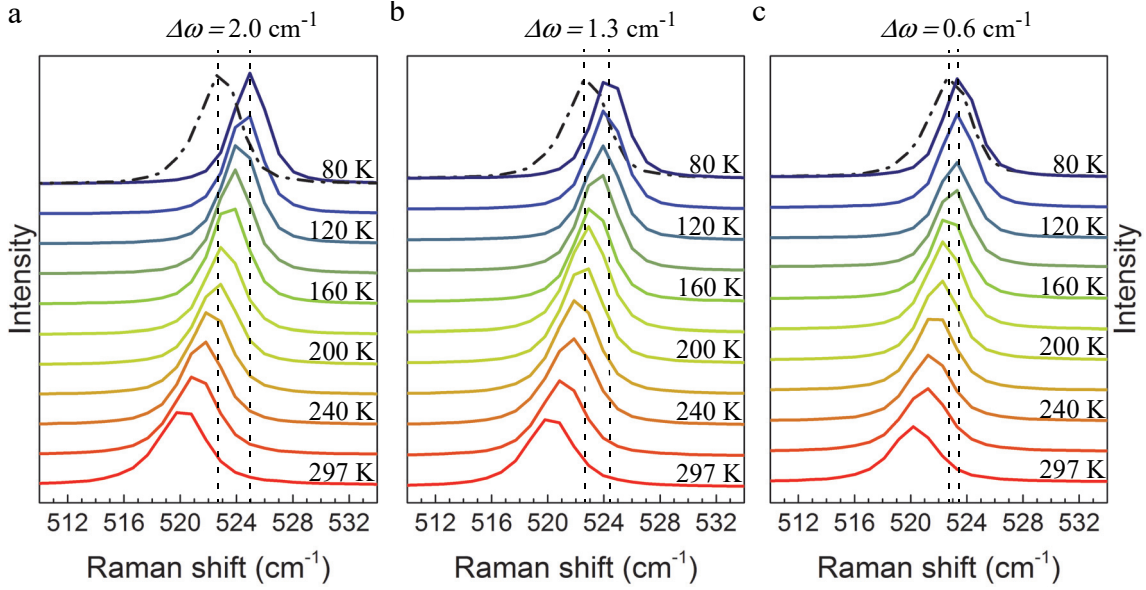 a
Δω = 2.0 cm⁻¹
80 K
120 K
160 K
200 K
240 K
297 K
512 516 520 524 528 532
Raman shift (cm⁻¹)
Intensity
b
Δω = 1.3 cm⁻¹
80 K
120 K
160 K
200 K
240 K
297 K
512 516 520 524 528 532
Raman shift (cm⁻¹)
c
Δω = 0.6 cm⁻¹
80 K
120 K
160 K
200 K
240 K
297 K
512 516 520 524 528 532
Raman shift (cm⁻¹)
Intensity